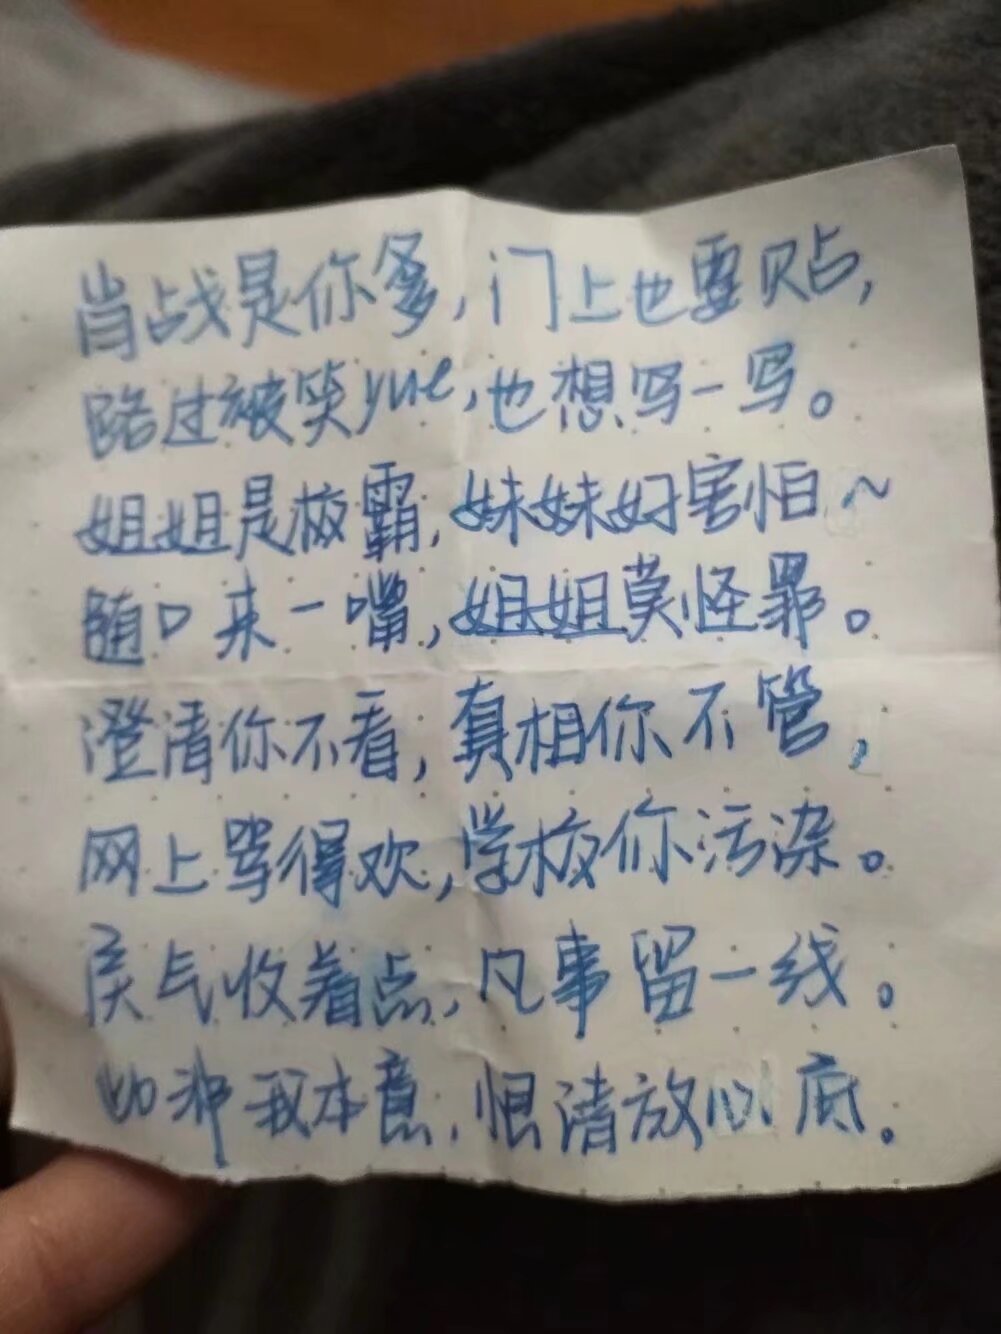 肖战是你爹,门上也要贴,
路过被笑yue,也想写一写。
姐姐是校霸,妹妹好害怕~
随口来一嘴,姐姐莫怪罪。
澄清你不看,真相你不管,
网上骂得欢,学校你污染。
戾气收着点,凡事留一线。
如冲我本意,恨请放心底。